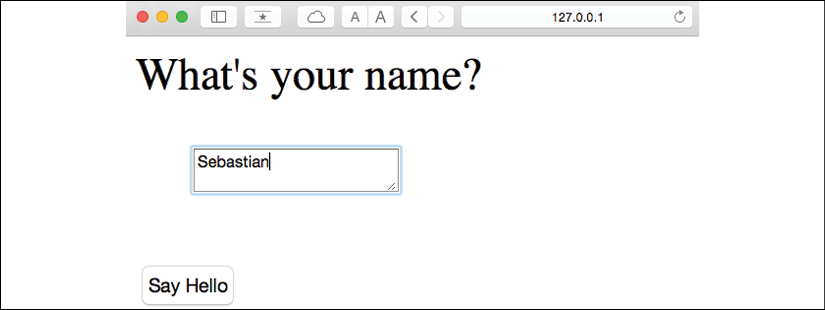 A A 127.0.0.1
What's your name?
Sebastian
Say Hello